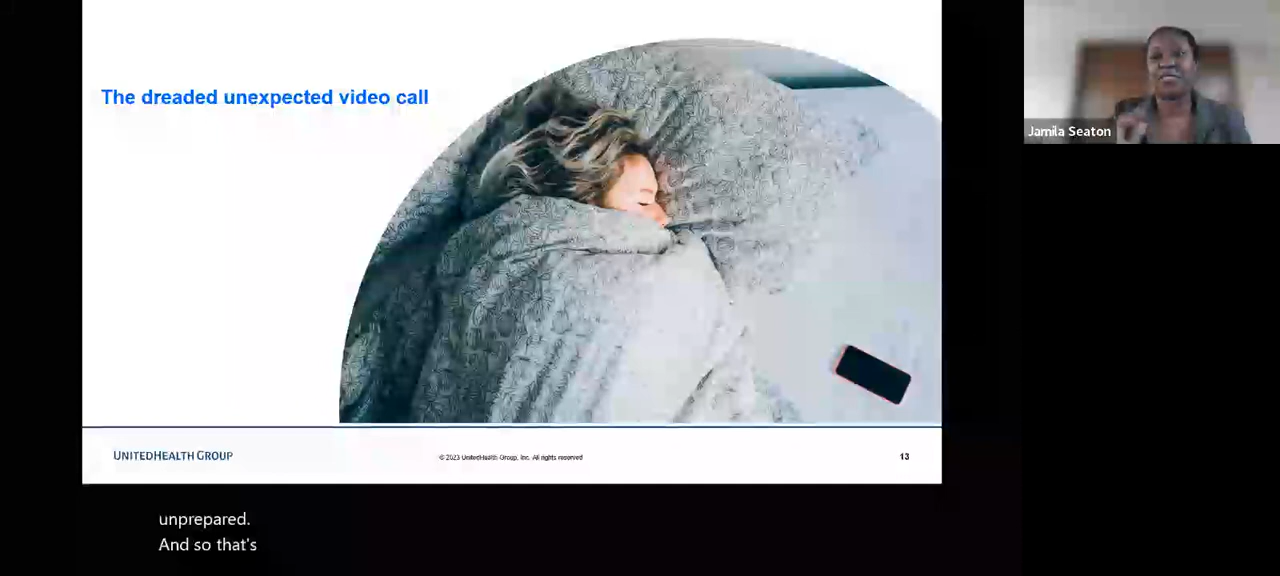 The dreaded unexpected video call
Jamila Seaton
UNITEDHEALTH GROUP
© 2023 UnitedHealth Group, Inc. All rights reserved
13
unprepared.
And so that's